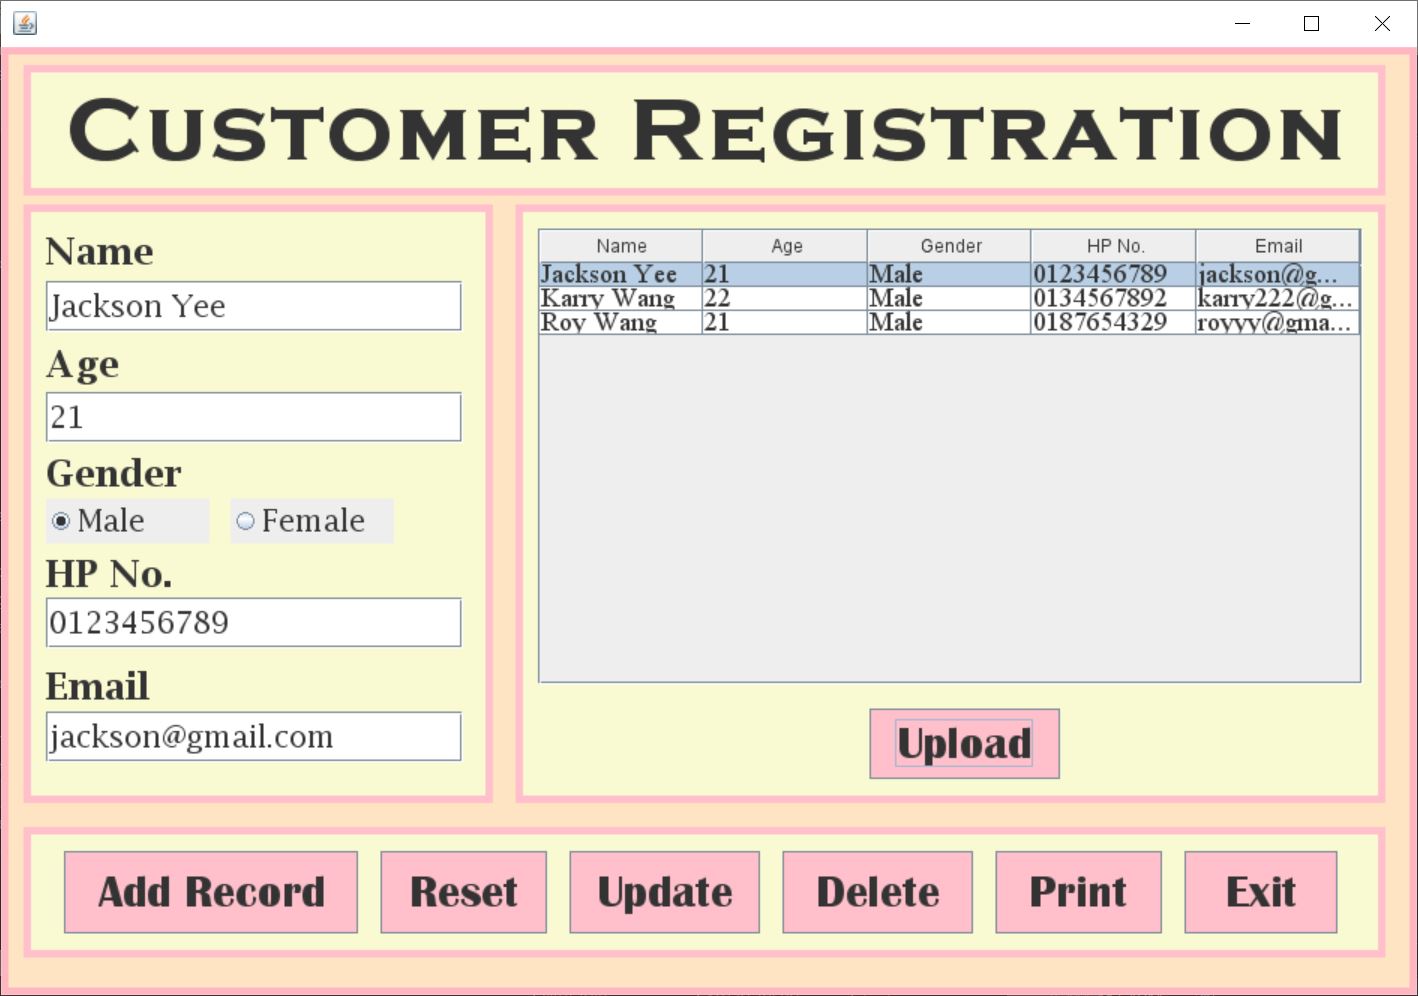 Customer Registration
Name
Jackson Yee
Age
21
Gender
Male Female
HP No.
0123456789
Email
jackson@gmail.com
Name Age Gender HP No. Email
Jackson Yee 21 Male 0123456789 jackson@g...
Karry Wang 22 Male 0134567892 karry222@g...
Roy Wang 21 Male 0187654329 royyy@gma...
Upload
Add Record Reset Update Delete Print Exit